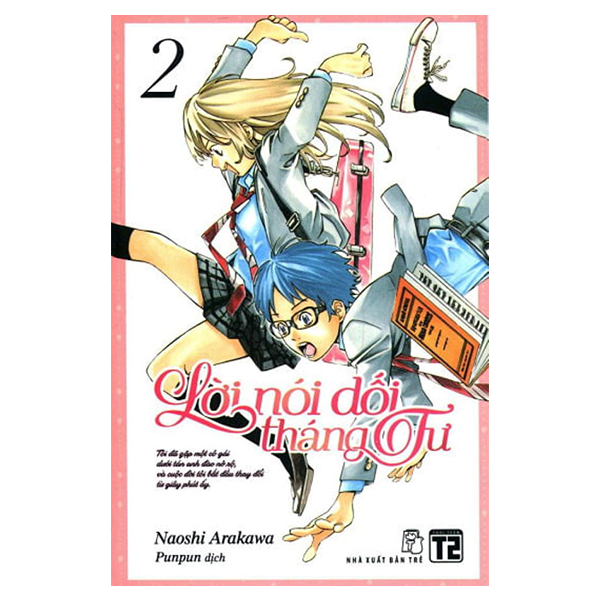 2
Lời nói dối
tháng Tư
Tôi đã gặp một cô gái
dưới tán anh đào nở rộ,
và cuộc đời tôi bắt đầu thay đổi
từ giây phút ấy.
Naoshi Arakawa
Punpun dịch
NHÀ XUẤT BẢN TRẺ
T2